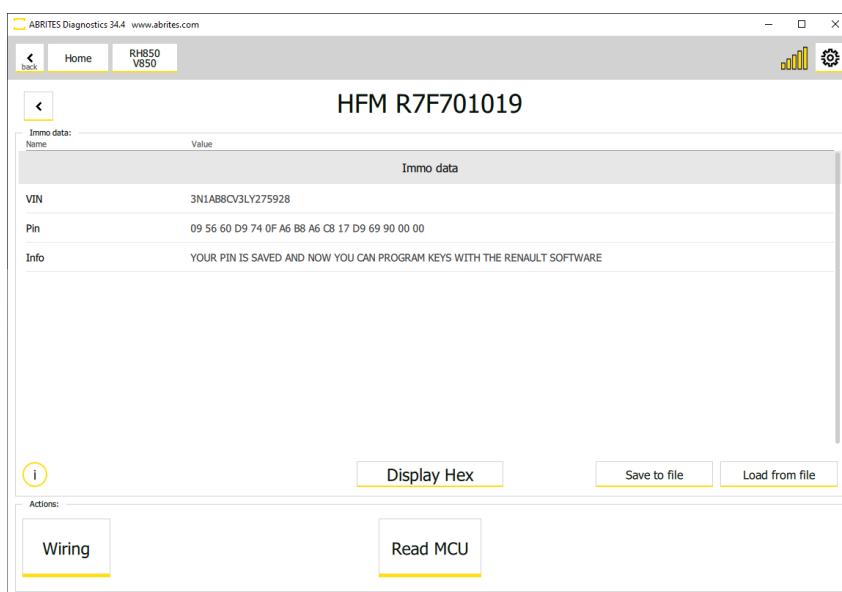 ABRITES Diagnostics 34.4 www.abrites.com
back
Home
RH850
V850
HFM R7F701019
Immo data:
Name Value
Immo data
VIN 3N1AB8CV3LY275928
Pin 09 56 60 D9 74 0F A6 B8 A6 C8 17 D9 69 90 00 00
Info YOUR PIN IS SAVED AND NOW YOU CAN PROGRAM KEYS WITH THE RENAULT SOFTWARE
i
Display Hex
Save to file
Load from file
Actions:
Wiring
Read MCU